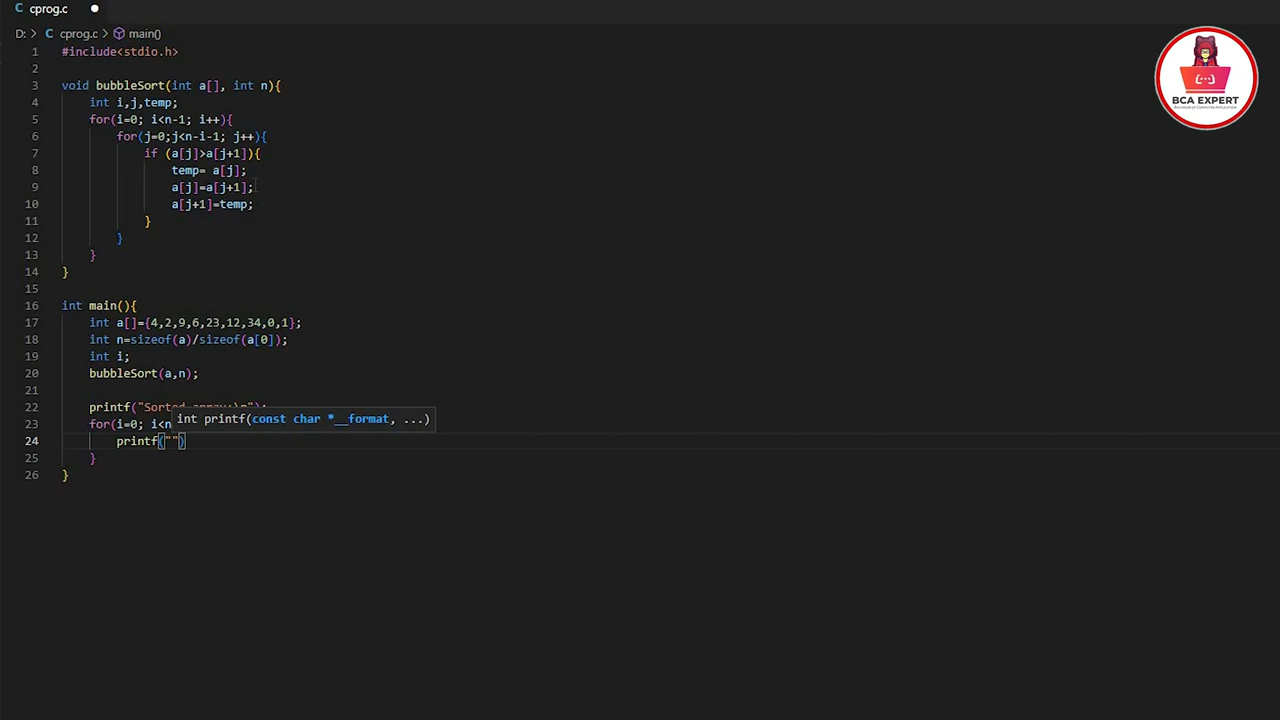 cprog.c
D: > cprog.c > main()
1 #include<stdio.h>
2
3 void bubbleSort(int a[], int n){
4 int i,j,temp;
5 for(i=0; i<n-1; i++){
6 for(j=0;j<n-i-1; j++){
7 if (a[j]>a[j+1]){
8 temp= a[j];
9 a[j]=a[j+1];
10 a[j+1]=temp;
11 }
12 }
13 }
14 }
15
16 int main(){
17 int a[]={4,2,9,6,23,12,34,0,1};
18 int n=sizeof(a)/sizeof(a[0]);
19 int i;
20 bubbleSort(a,n);
21
22 printf("Sorted array:\n");
int printf(const char *__format, ...)
23 for(i=0; i<n
24 printf("")
25 }
26 }
{...}
BCA EXPERT